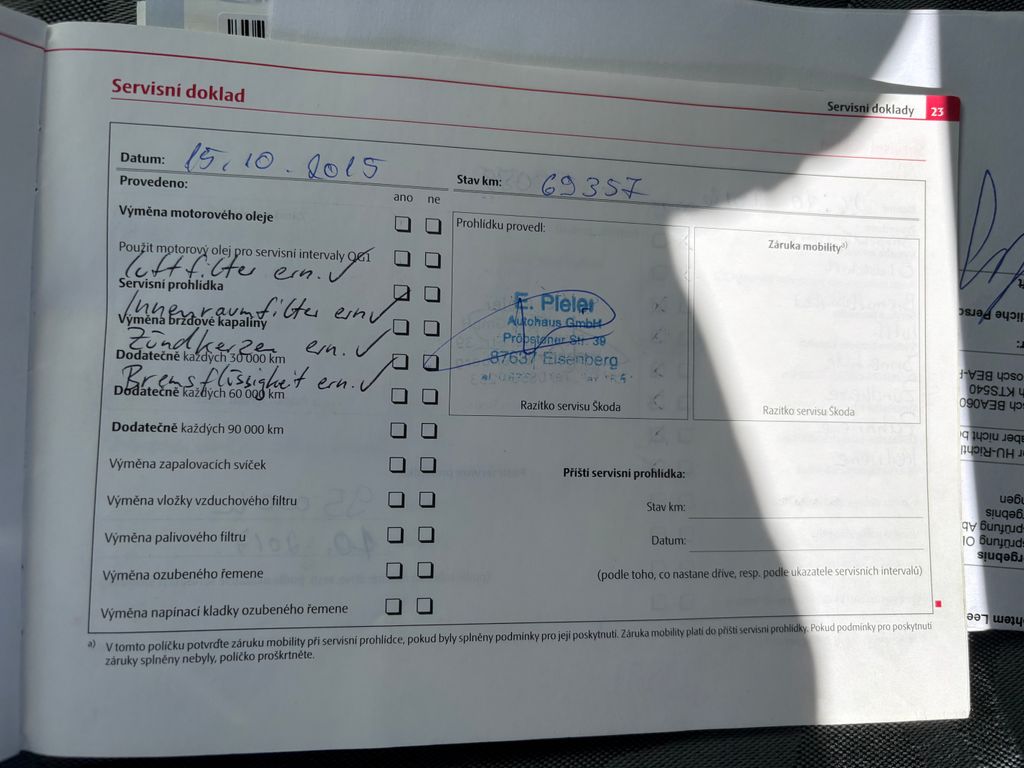 Servisní doklad
Servisní doklady 23
Datum: 15.10.2015
Stav km: 69357
Provedeno:
ano ne
Výměna motorového oleje
Prohlídku provedl:
Záruka mobility a)
Použit motorový olej pro servisní intervaly QG1
Luftfilter ern. ✓
Servisní prohlídka
Innenraumfilter ern ✓
Výměna brzdové kapaliny
Zündkerzen ern. ✓
Dodatečně každých 30 000 km
Bremsflüssigkeit ern. ✓
Dodatečně každých 60 000 km
E. Pieler
Autohaus GmbH
Pröbstener Str. 39
87637 Eisenberg
Razítko servisu Škoda
Razítko servisu Škoda
Dodatečně každých 90 000 km
Výměna zapalovacích svíček
Příští servisní prohlídka:
Výměna vložky vzduchového filtru
Stav km:
Výměna palivového filtru
Datum:
Výměna ozubeného řemene
(podle toho, co nastane dříve, resp. podle ukazatele servisních intervalů)
Výměna napínací kladky ozubeného řemene
a) V tomto políčku potvrďte záruku mobility při servisní prohlídce, pokud byly splněny podmínky pro její poskytnutí. Záruka mobility platí do příští servisní prohlídky. Pokud podmínky pro poskytnutí
záruky splněny nebyly, políčko proškrtněte.